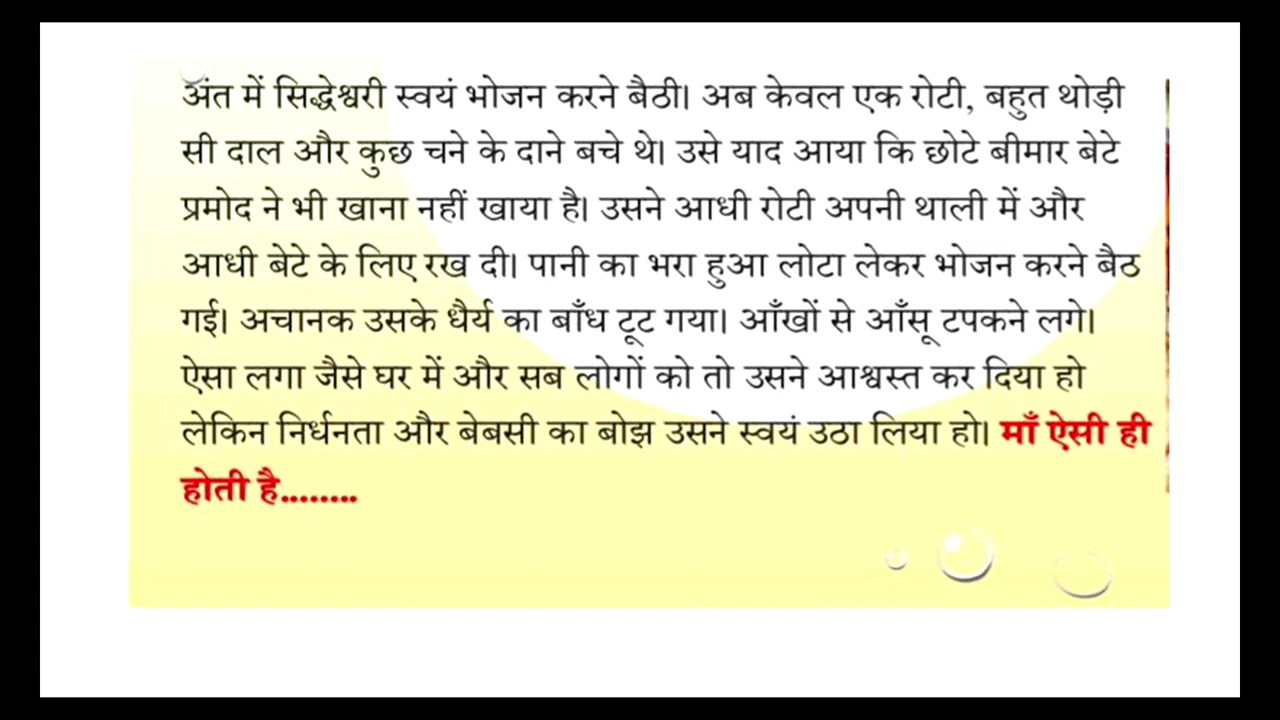 अंत में सिद्धेश्वरी स्वयं भोजन करने बैठी। अब केवल एक रोटी, बहुत थोड़ी
सी दाल और कुछ चने के दाने बचे थे। उसे याद आया कि छोटे बीमार बेटे
प्रमोद ने भी खाना नहीं खाया है। उसने आधी रोटी अपनी थाली में और
आधी बेटे के लिए रख दी। पानी का भरा हुआ लोटा लेकर भोजन करने बैठ
गई। अचानक उसके धैर्य का बाँध टूट गया। आँखों से आँसू टपकने लगे।
ऐसा लगा जैसे घर में और सब लोगों को तो उसने आश्वस्त कर दिया हो
लेकिन निर्धनता और बेबसी का बोझ उसने स्वयं उठा लिया हो। माँ ऐसी ही
होती है........